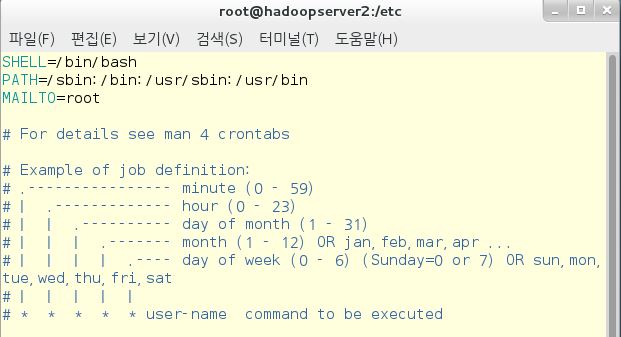 root@hadoopserver2:/etc
파일(F) 편집(E) 보기(V) 검색(S) 터미널(T) 도움말(H)
SHELL=/bin/bash
PATH=/sbin:/bin:/usr/sbin:/usr/bin
MAILTO=root
# For details see man 4 crontabs
# Example of job definition:
# .---------------- minute (0 - 59)
# |  .------------- hour (0 - 23)
# |  |  .---------- day of month (1 - 31)
# |  |  |  .------- month (1 - 12) OR jan,feb,mar,apr ...
# |  |  |  |  .---- day of week (0 - 6) (Sunday=0 or 7) OR sun,mon,
tue,wed,thu,fri,sat
# |  |  |  |  |
# *  *  *  *  * user-name  command to be executed